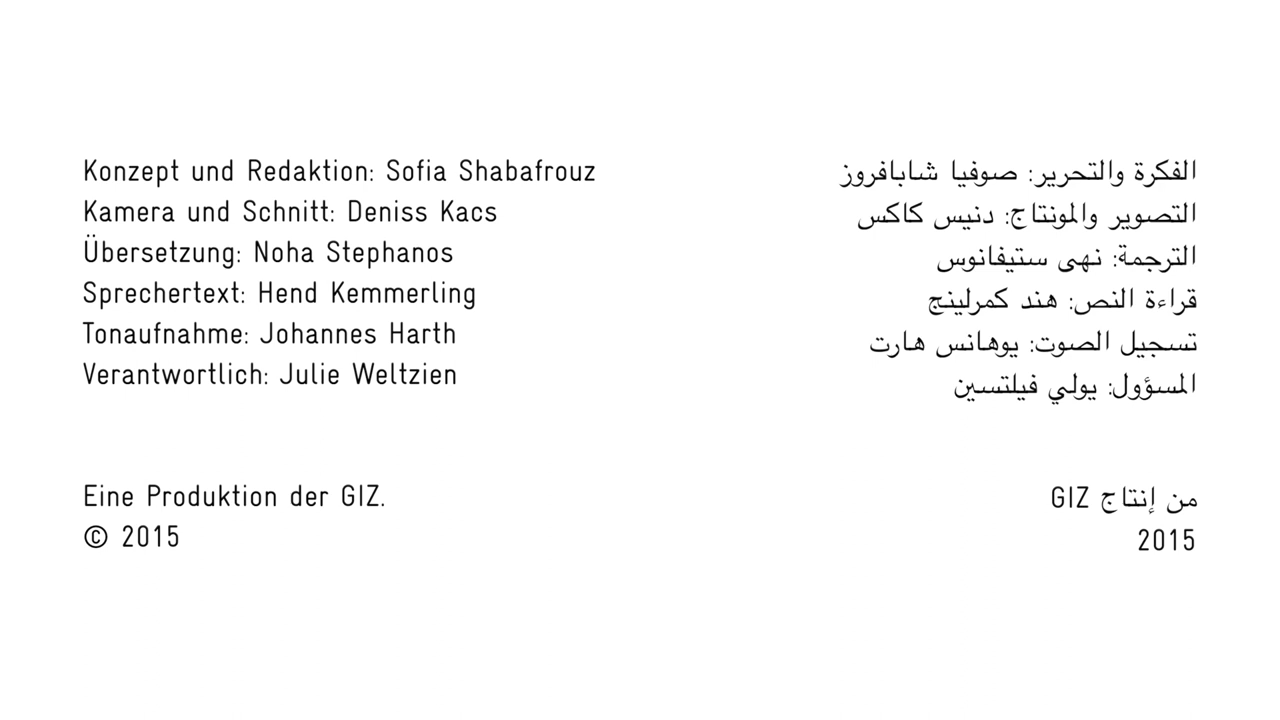 Konzept und Redaktion: Sofia Shabafrouz
Kamera und Schnitt: Deniss Kacs
Übersetzung: Noha Stephanos
Sprechertext: Hend Kemmerling
Tonaufnahme: Johannes Harth
Verantwortlich: Julie Weltzien
Eine Produktion der GIZ.
© 2015
الفكرة والتحرير: صوفيا شابافروز
التصوير والمونتاج: دنيس كاكس
الترجمة: نهى ستيفانوس
قراءة النص: هند كمرلينج
تسجيل الصوت: يوهانس هارت
المسؤول: يولي فيلتسين
من إنتاج GIZ
2015